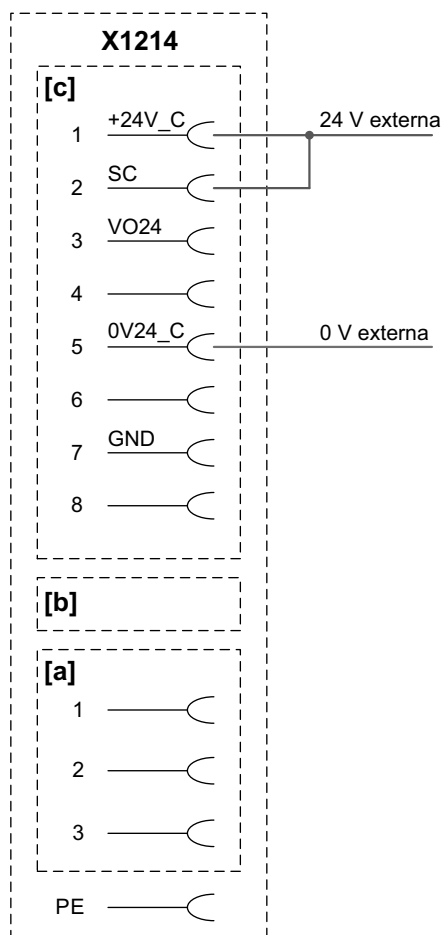 X1214
[c]
1 +24V_C 24 V externa
2 SC
3 VO24
4
5 0V24_C 0 V externa
6
7 GND
8
[b]
[a]
1
2
3
PE